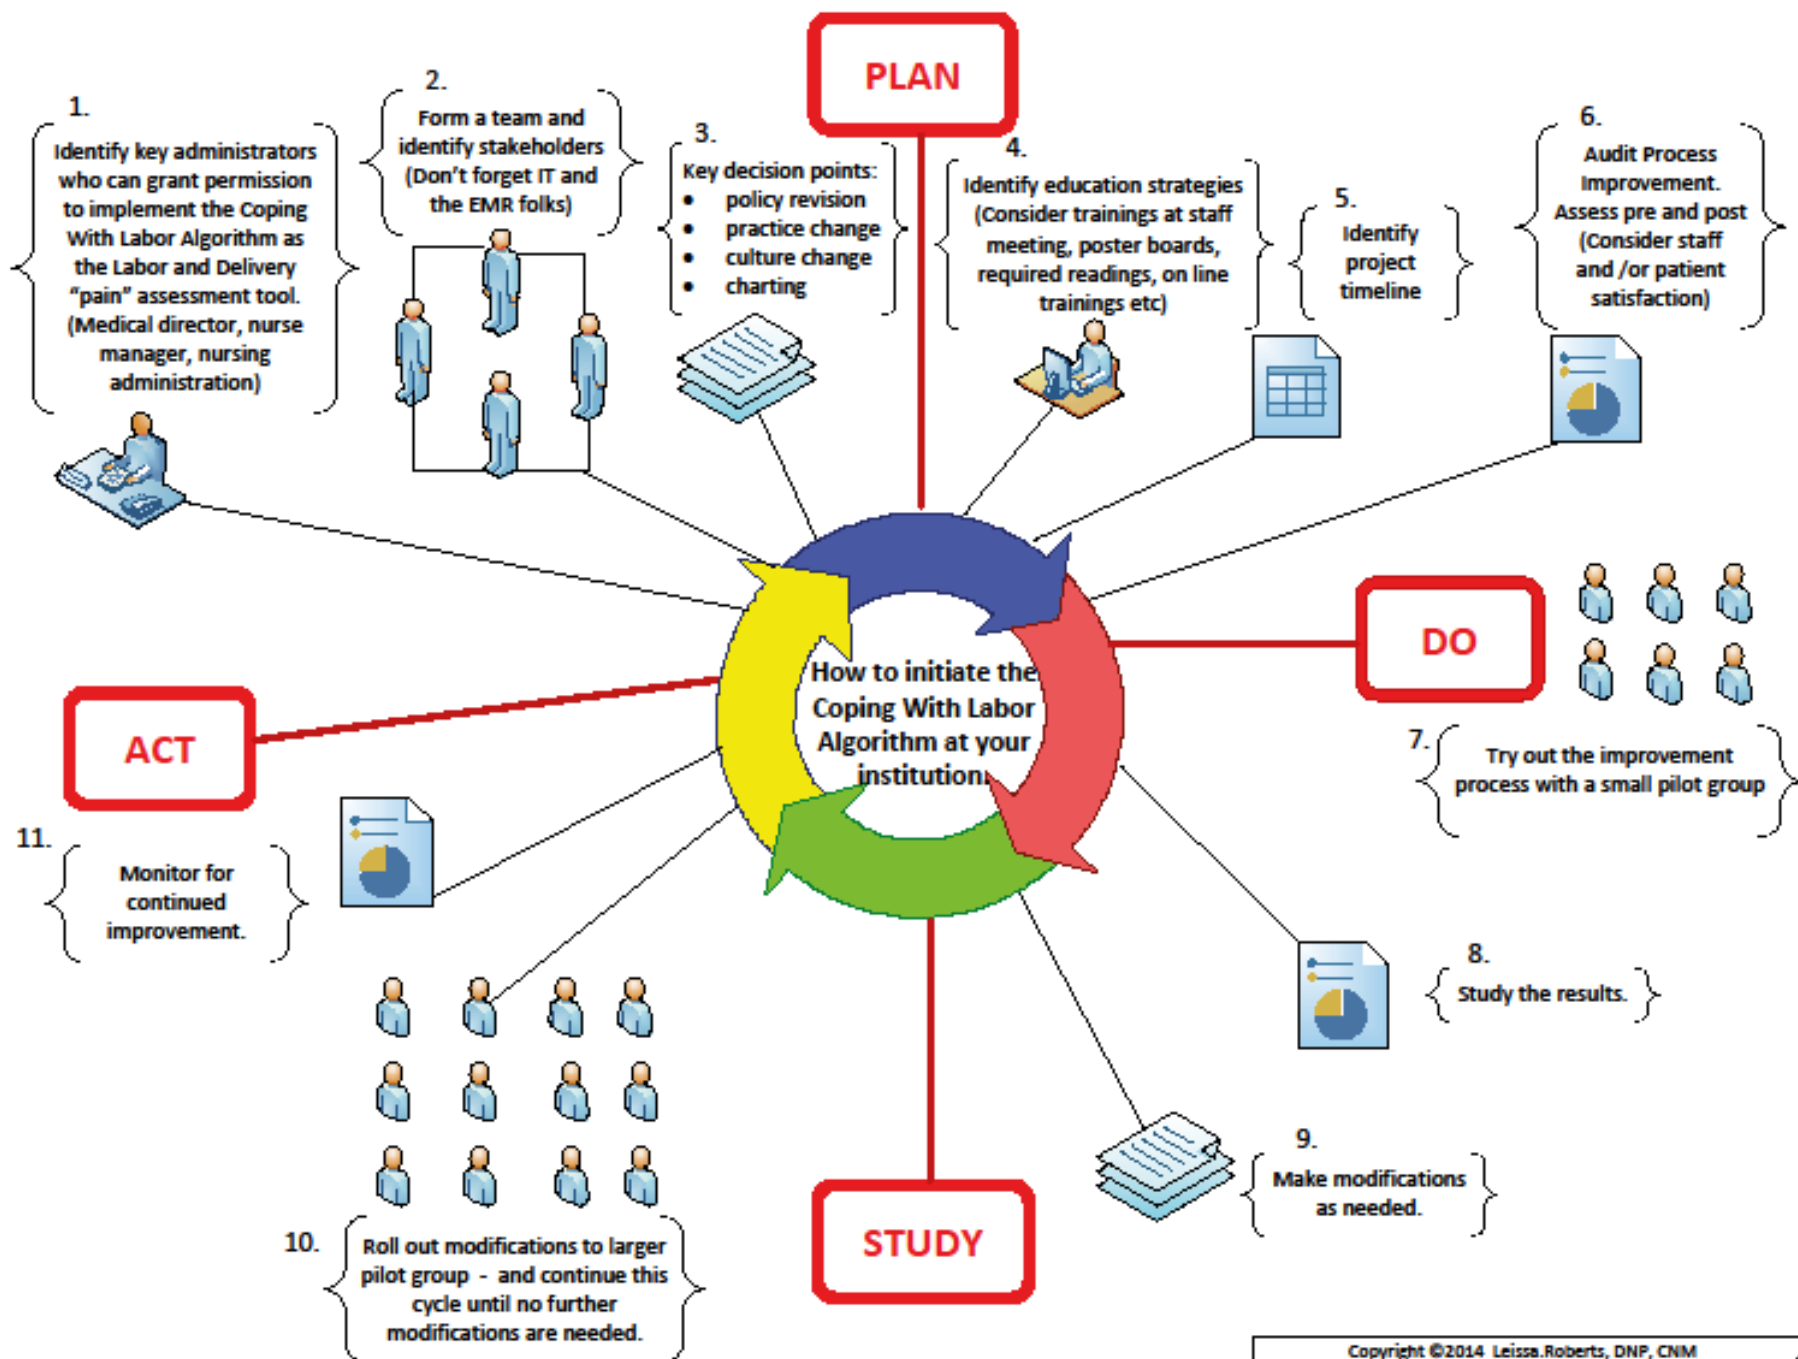 PLAN
1.
Identify key administrators
who can grant permission
to implement the Coping
With Labor Algorithm as
the Labor and Delivery
“pain” assessment tool.
(Medical director, nurse
manager, nursing
administration)
2.
Form a team and
identify stakeholders
(Don’t forget IT and
the EMR folks)
3.
Key decision points:
• policy revision
• practice change
• culture change
• charting
4.
Identify education strategies
(Consider trainings at staff
meeting, poster boards,
required readings, on line
trainings etc)
5.
Identify
project
timeline
6.
Audit Process
Improvement.
Assess pre and post
(Consider staff
and /or patient
satisfaction)
DO
7.
Try out the improvement
process with a small pilot group
How to initiate the
Coping With Labor
Algorithm at your
institution.
ACT
11.
Monitor for
continued
improvement.
8.
Study the results.
9.
Make modifications
as needed.
STUDY
10.
Roll out modifications to larger
pilot group - and continue this
cycle until no further
modifications are needed.
Copyright ©2014 Leissa.Roberts, DNP, CNM